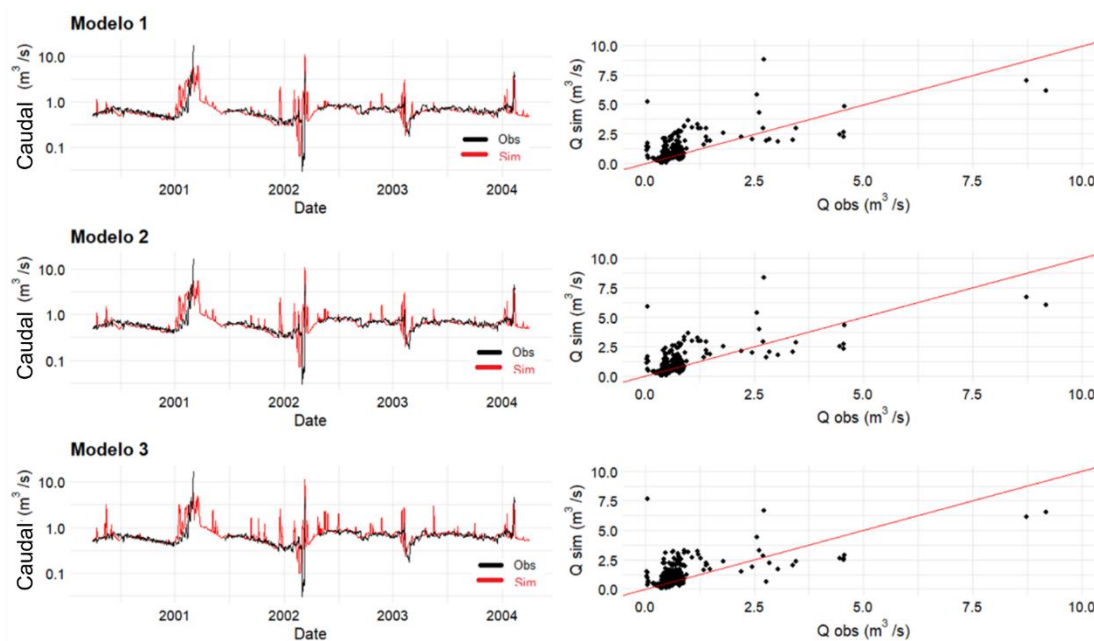 Modelo 1
Caudal (m³ /s)
10.0
1.0
0.1
Obs
Sim
2001
2002
2003
2004
Date
Q sim (m³ /s)
10.0
7.5
5.0
2.5
0.0
0.0
2.5
5.0
7.5
10.0
Q obs (m³ /s)
Modelo 2
Caudal (m³ /s)
10.0
1.0
0.1
Obs
Sim
2001
2002
2003
2004
Date
Q sim (m³ /s)
10.0
7.5
5.0
2.5
0.0
0.0
2.5
5.0
7.5
10.0
Q obs (m³ /s)
Modelo 3
Caudal (m³ /s)
10.0
1.0
0.1
Obs
Sim
2001
2002
2003
2004
Date
Q sim (m³ /s)
10.0
7.5
5.0
2.5
0.0
0.0
2.5
5.0
7.5
10.0
Q obs (m³ /s)